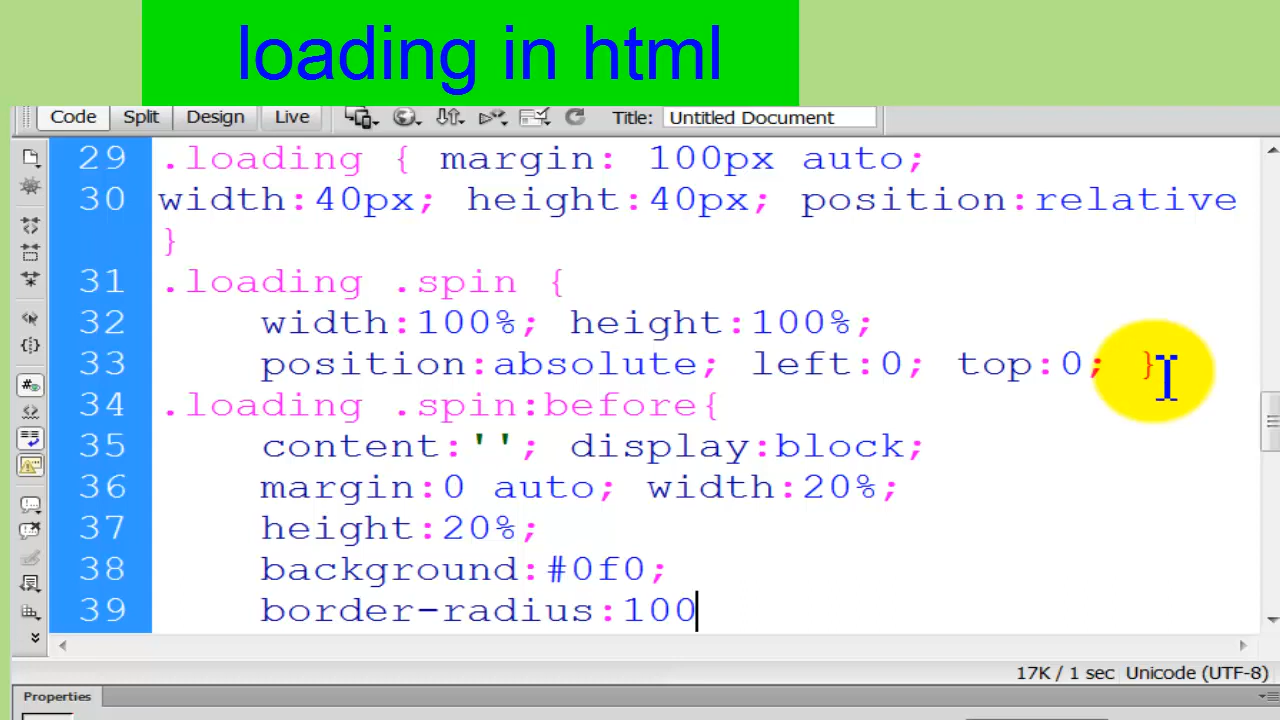 loading in html
Code Split Design Live Title: Untitled Document
29 .loading { margin: 100px auto;
30 width:40px; height:40px; position:relative
}
31 .loading .spin {
32 width:100%; height:100%;
33 position:absolute; left:0; top:0; }
34 .loading .spin:before{
35 content:''; display:block;
36 margin:0 auto; width:20%;
37 height:20%;
38 background:#0f0;
39 border-radius:100
17K / 1 sec Unicode (UTF-8)
Properties